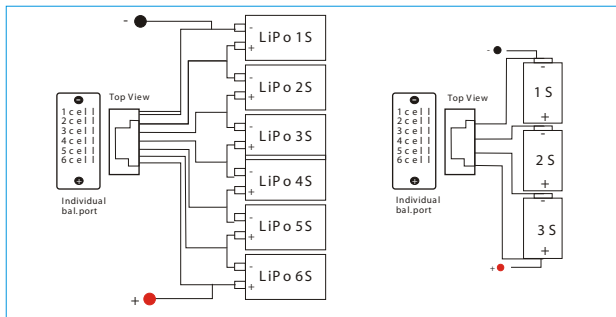 -
Top View
-
1 cell
2 cell
3 cell
4 cell
5 cell
6 cell
+
Individual
bal.port
-
+
LiPo 1S
-
+
LiPo 2S
-
+
LiPo 3S
-
+
LiPo 4S
-
+
LiPo 5S
-
+
LiPo 6S
+
-
Top View
-
1 cell
2 cell
3 cell
4 cell
5 cell
6 cell
+
Individual
bal.port
-
1 S
+
-
2 S
+
-
3 S
+
+